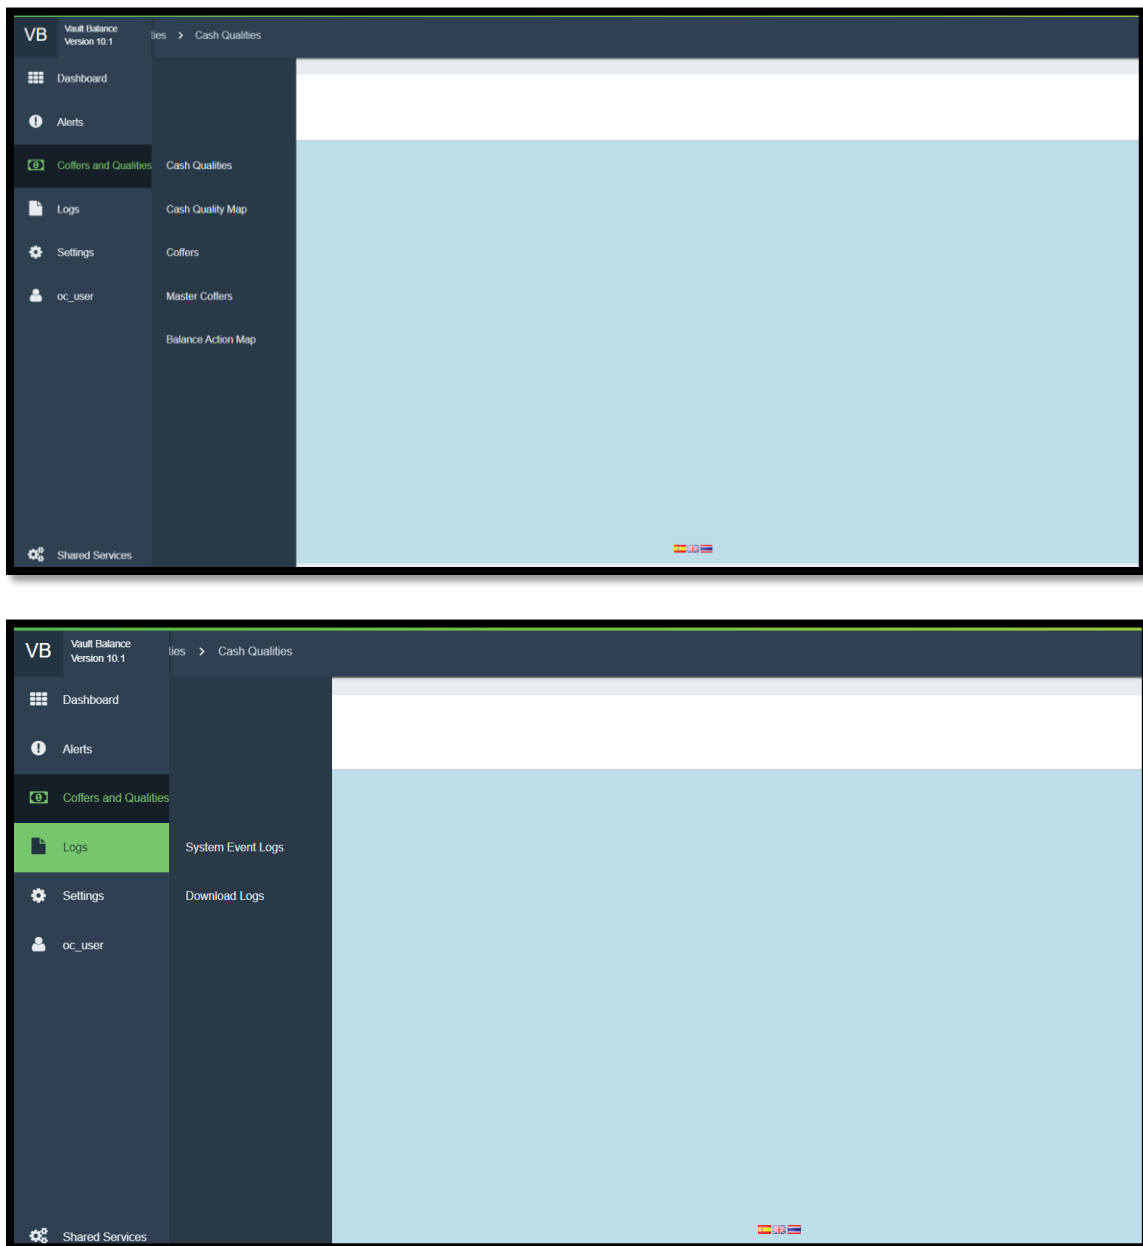 VB
Vault Balance
Version 10.1
ties > Cash Qualities
Dashboard
Alerts
Coffers and Qualities
Cash Qualities
Logs
Cash Quality Map
Settings
Coffers
oc_user
Master Coffers
Balance Action Map
Shared Services
VB
Vault Balance
Version 10.1
ties > Cash Qualities
Dashboard
Alerts
Coffers and Qualities
Logs
System Event Logs
Settings
Download Logs
oc_user
Shared Services